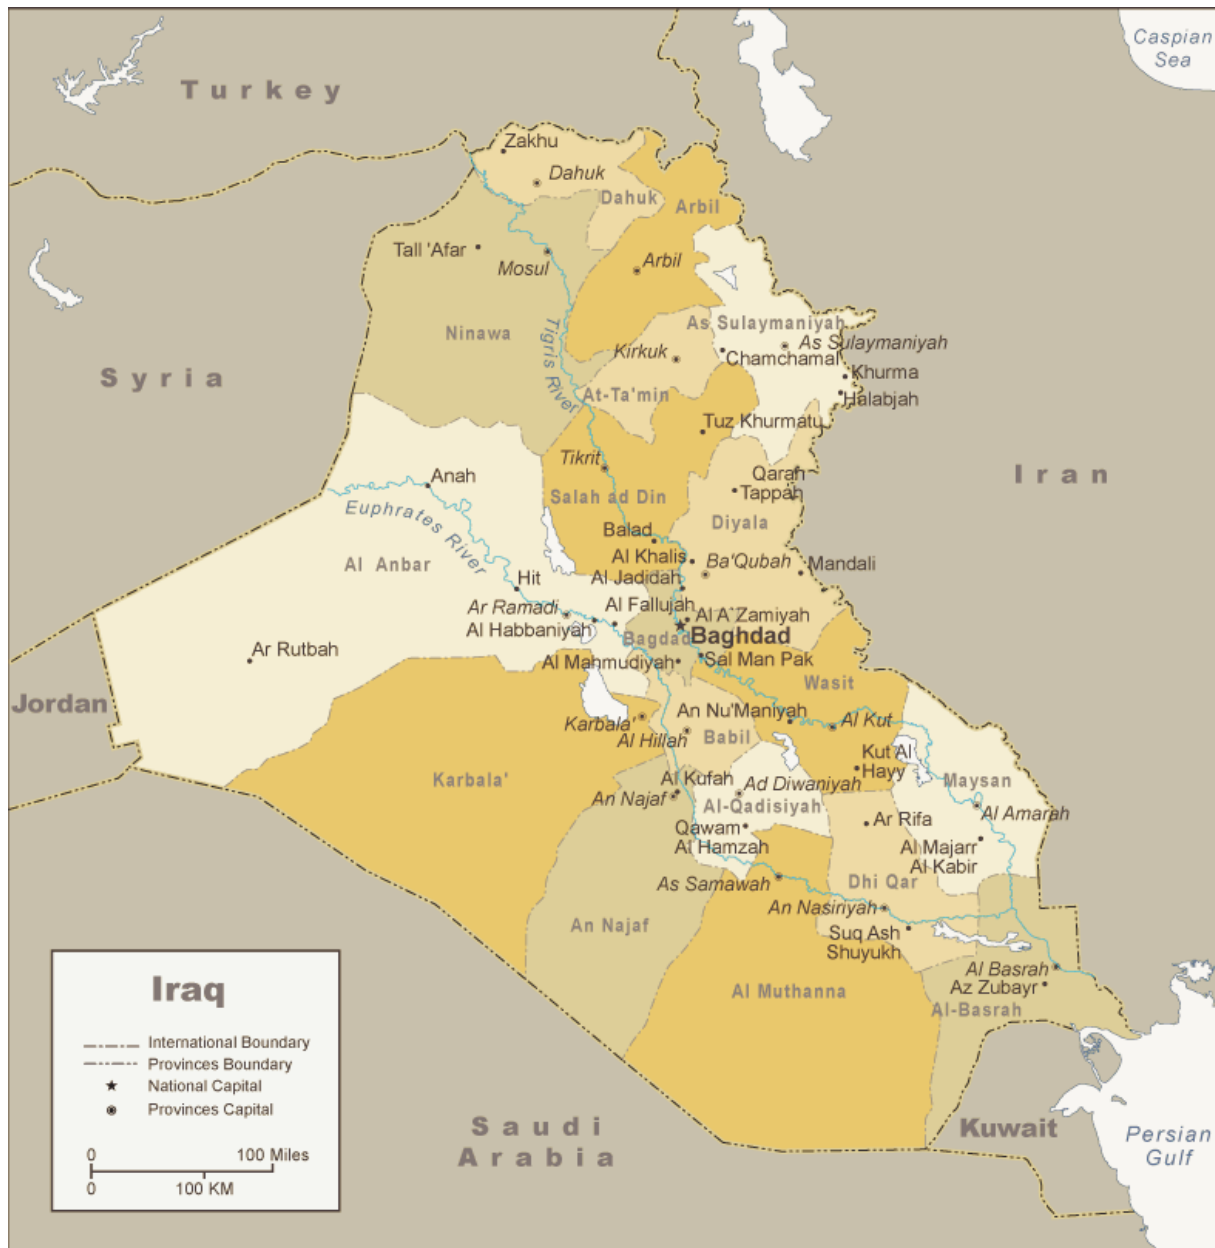 Caspian
Sea
Turkey
Zakhu
Dahuk
Dahuk
Arbil
Tall 'Afar
Mosul
Arbil
Ninawa
Tigris River
As Sulaymaniyah
As Sulaymaniyah
Kirkuk
Chamchamal
Syria
Khurma
At-Ta'min
Halabjah
Tuz Khurmatu
Tikrit
Anah
Qarah
Tappah
Iran
Salah ad Din
Euphrates River
Diyala
Balad
Al Khalis
Ba'Qubah
Mandali
Al Anbar
Hit
Al Jadidah
Ar Ramadi
Al Fallujah
Al A`Zamiyah
Al Habbaniyah
Bagdad
Baghdad
Ar Rutbah
Al Mahmudiyah
Sal Man Pak
Wasit
Jordan
Karbala'
An Nu'Maniyah
Al Kut
Al Hillah
Babil
Kut Al
Hayy
Karbala'
Al Kufah
Ad Diwaniyah
Maysan
An Najaf
Al-Qadisiyah
Al Amarah
Qawam
Al Hamzah
Ar Rifa
Al Majarr
Al Kabir
As Samawah
Dhi Qar
An Nasiriyah
An Najaf
Suq Ash
Shuyukh
Al Basrah
Az Zubayr
Al Muthanna
Al-Basrah
Iraq
International Boundary
Provinces Boundary
National Capital
Provinces Capital
0 100 Miles
0 100 KM
Saudi
Arabia
Kuwait
Persian
Gulf